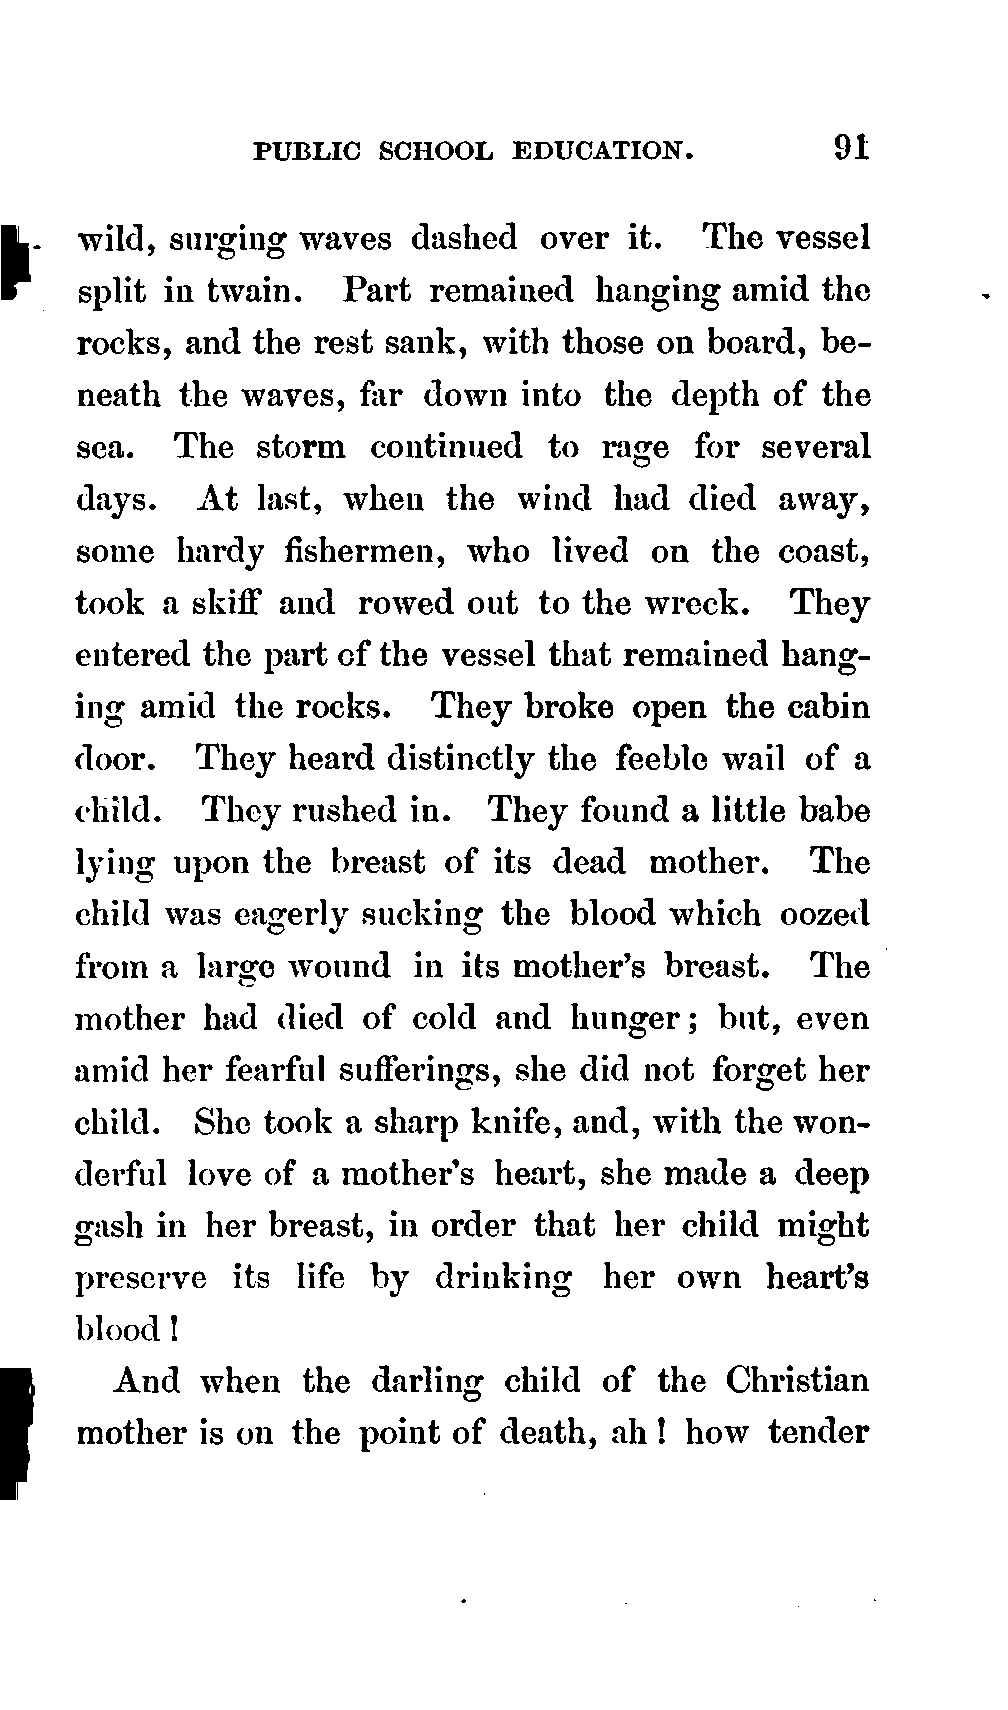 PUBLIC SCHOOL EDUCATION. 91
wild, surging waves dashed over it. The vessel
split in twain. Part remained hanging amid the
rocks, and the rest sank, with those on board, be-
neath the waves, far down into the depth of the
sea. The storm continued to rage for several
days. At last, when the wind had died away,
some hardy fishermen, who lived on the coast,
took a skiff and rowed out to the wreck. They
entered the part of the vessel that remained hang-
ing amid the rocks. They broke open the cabin
door. They heard distinctly the feeble wail of a
child. They rushed in. They found a little babe
lying upon the breast of its dead mother. The
child was eagerly sucking the blood which oozed
from a large wound in its mother's breast. The
mother had died of cold and hunger; but, even
amid her fearful sufferings, she did not forget her
child. She took a sharp knife, and, with the won-
derful love of a mother's heart, she made a deep
gash in her breast, in order that her child might
preserve its life by drinking her own heart's
blood!
And when the darling child of the Christian
mother is on the point of death, ah! how tender